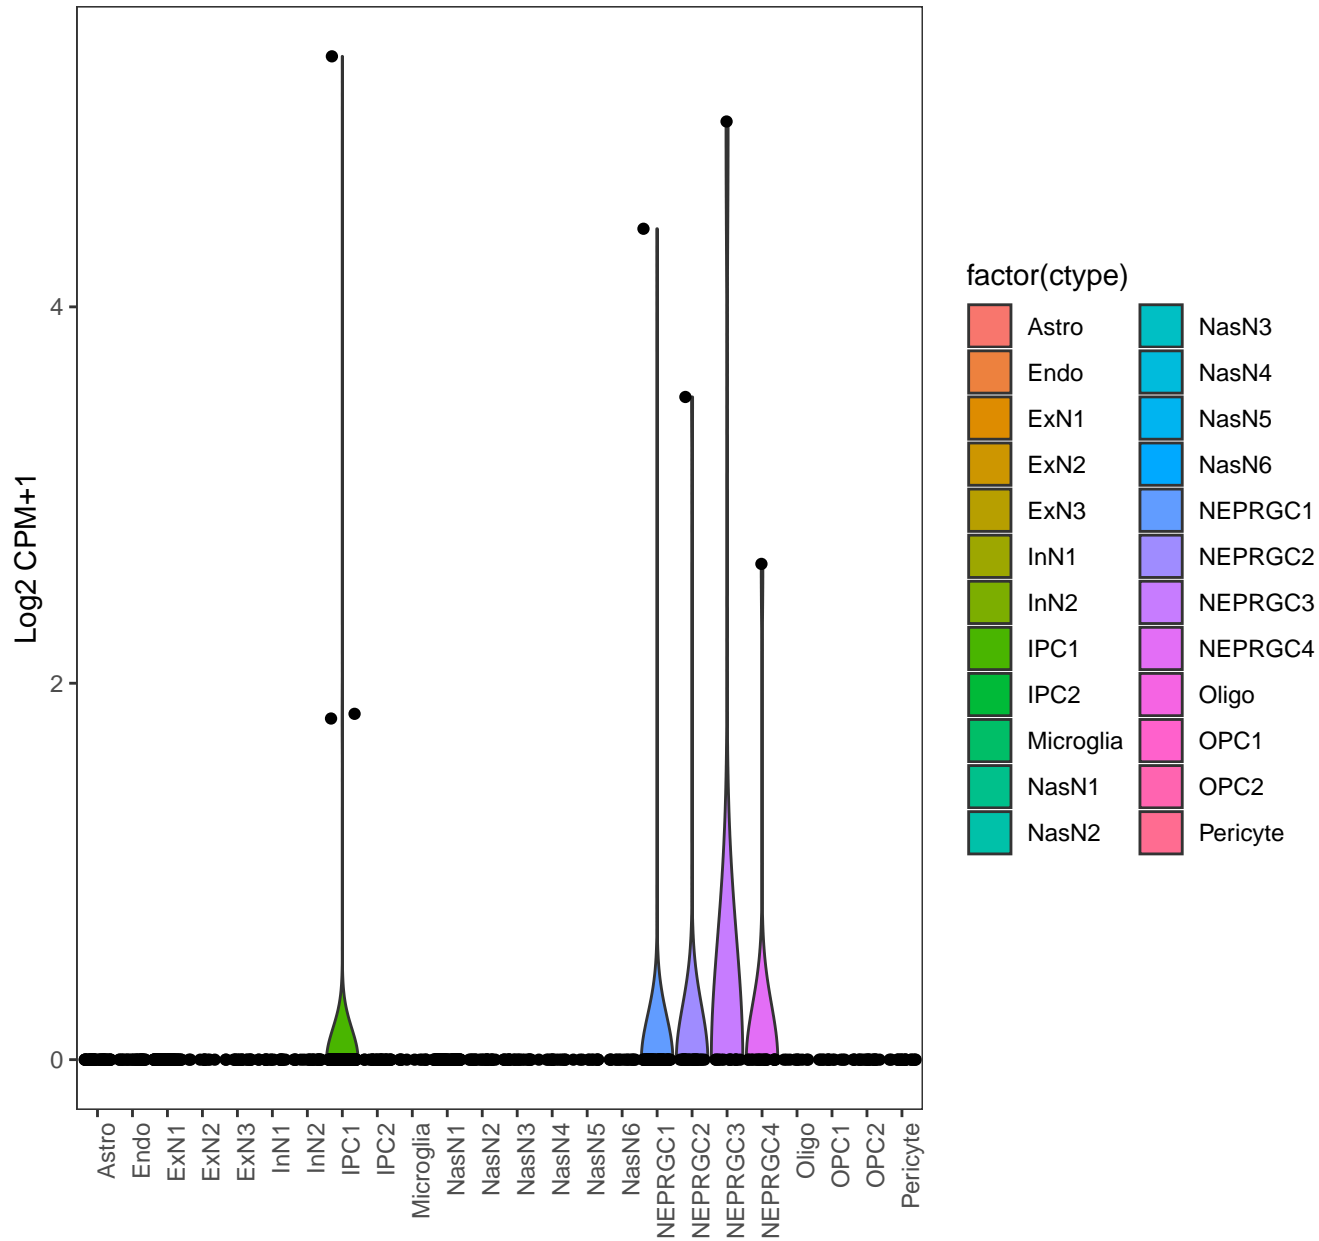 Log2 CPM+1
4
2
0
Astro
Endo
ExN1
ExN2
ExN3
InN1
InN2
IPC1
IPC2
Microglia
NasN1
NasN2
NasN3
NasN4
NasN5
NasN6
NEPRGC1
NEPRGC2
NEPRGC3
NEPRGC4
Oligo
OPC1
OPC2
Pericyte
factor(ctype)
Astro
Endo
ExN1
ExN2
ExN3
InN1
InN2
IPC1
IPC2
Microglia
NasN1
NasN2
NasN3
NasN4
NasN5
NasN6
NEPRGC1
NEPRGC2
NEPRGC3
NEPRGC4
Oligo
OPC1
OPC2
Pericyte